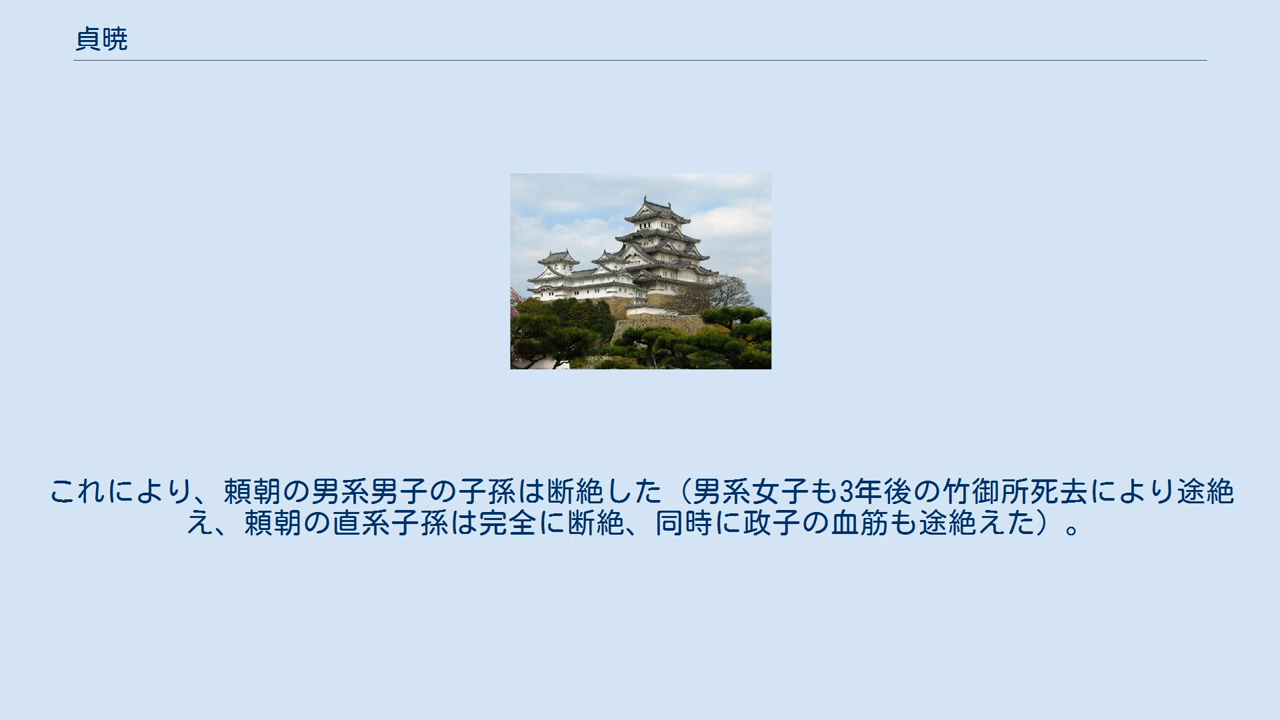 貞暁
これにより、頼朝の男系男子の子孫は断絶した（男系女子も3年後の竹御所死去により途絶
え、頼朝の直系子孫は完全に断絶、同時に政子の血筋も途絶えた）。